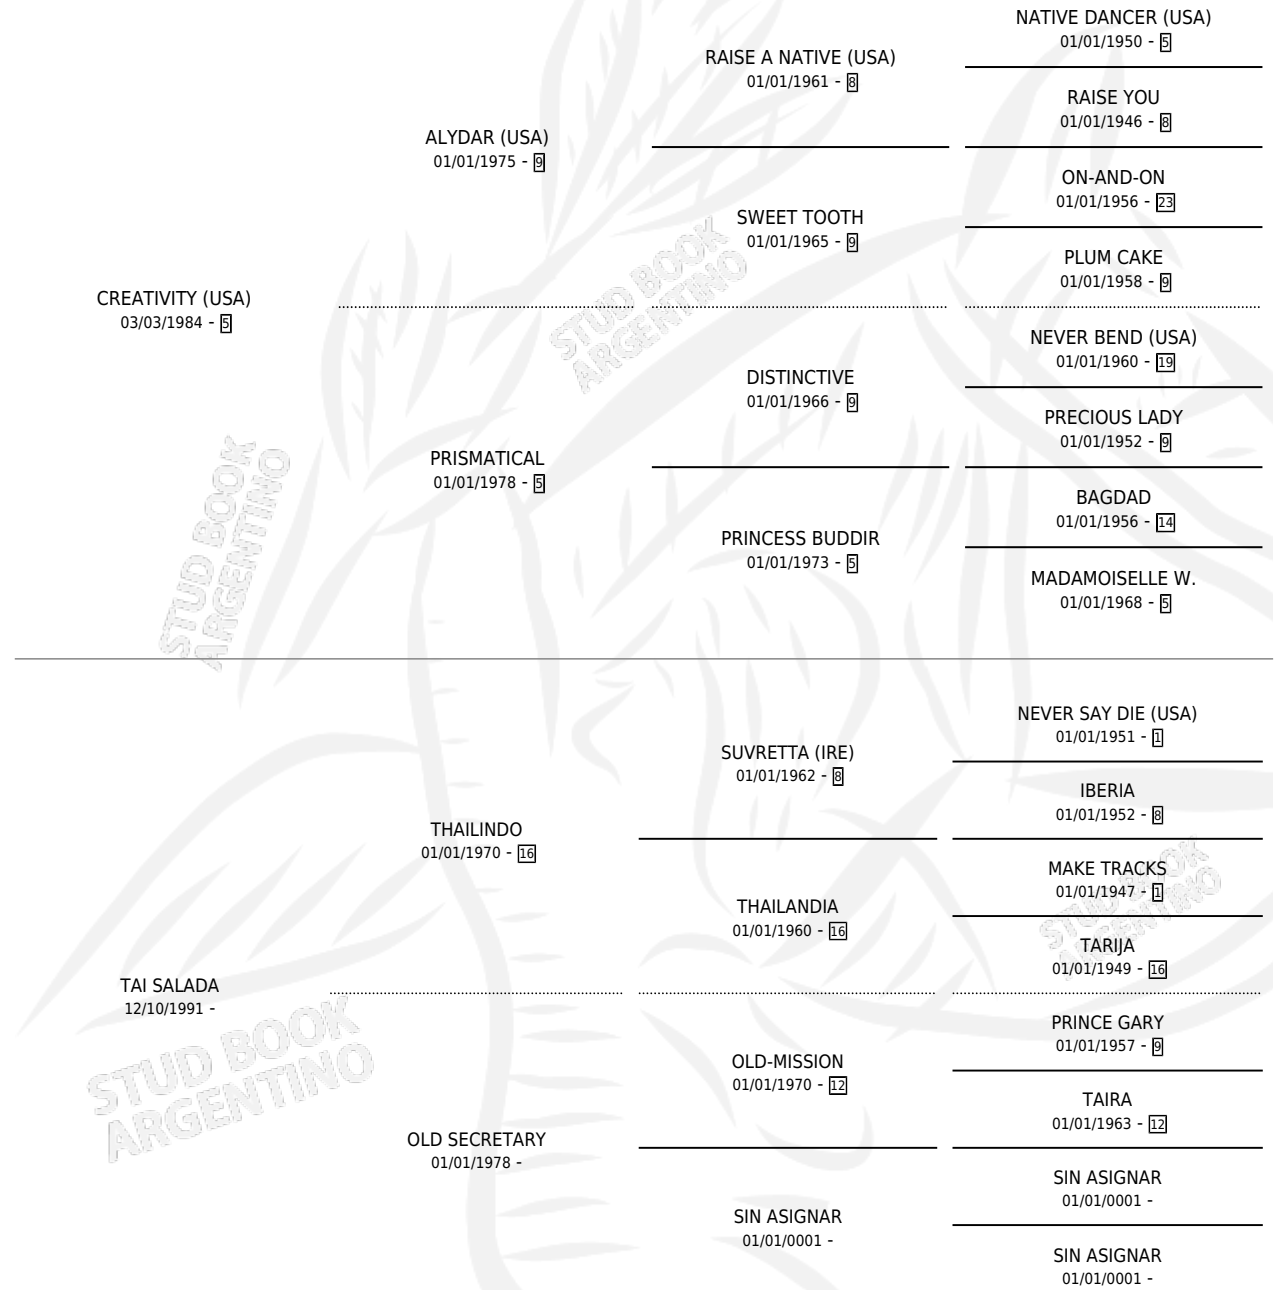 NATIVE DANCER (USA)
01/01/1950 - 5
RAISE A NATIVE (USA)
01/01/1961 - 8
RAISE YOU
01/01/1946 - 8
ALYDAR (USA)
01/01/1975 - 9
ON-AND-ON
01/01/1956 - 23
SWEET TOOTH
01/01/1965 - 9
PLUM CAKE
01/01/1958 - 9
CREATIVITY (USA)
03/03/1984 - 5
NEVER BEND (USA)
01/01/1960 - 19
DISTINCTIVE
01/01/1966 - 9
PRECIOUS LADY
01/01/1952 - 9
PRISMATICAL
01/01/1978 - 5
BAGDAD
01/01/1956 - 14
PRINCESS BUDDIR
01/01/1973 - 5
MADAMOISELLE W.
01/01/1968 - 5
NEVER SAY DIE (USA)
01/01/1951 - 1
SUVRETTA (IRE)
01/01/1962 - 8
IBERIA
01/01/1952 - 8
THAILINDO
01/01/1970 - 16
MAKE TRACKS
01/01/1947 - 1
THAILANDIA
01/01/1960 - 16
TARIJA
01/01/1949 - 16
TAI SALADA
12/10/1991 -
PRINCE GARY
01/01/1957 - 9
OLD-MISSION
01/01/1970 - 12
TAIRA
01/01/1963 - 12
OLD SECRETARY
01/01/1978 -
SIN ASIGNAR
01/01/0001 -
SIN ASIGNAR
01/01/0001 -
SIN ASIGNAR
01/01/0001 -
STUD BOOK
ARGENTINO
STUD BOOK
ARGENTINO
STUD BOOK
ARGENTINO
STUD BOOK
ARGENTINO